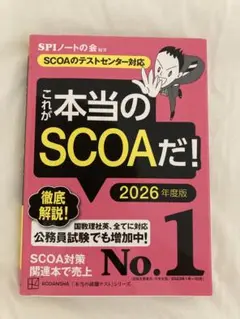 SPIノートの会 編著
SCOAのテストセンター対応
これが
本当の
SCOAだ!
2026年度版
徹底
解説!
国数理社英、全てに対応
公務員試験でも増加中!
SCOA対策
関連本で売上
No.1
KODANSHA